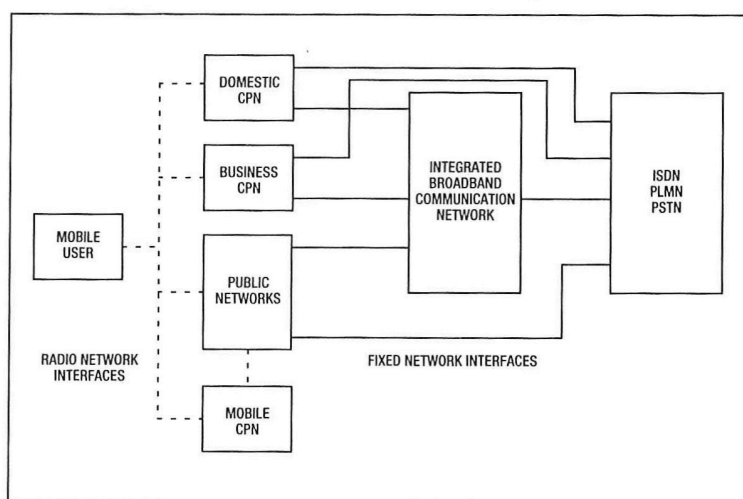 DOMESTIC
CPN
BUSINESS
CPN
INTEGRATED
BROADBAND
COMMUNICATION
NETWORK
ISDN
PLMN
PSTN
MOBILE
USER
PUBLIC
NETWORKS
RADIO NETWORK
INTERFACES
FIXED NETWORK INTERFACES
MOBILE
CPN